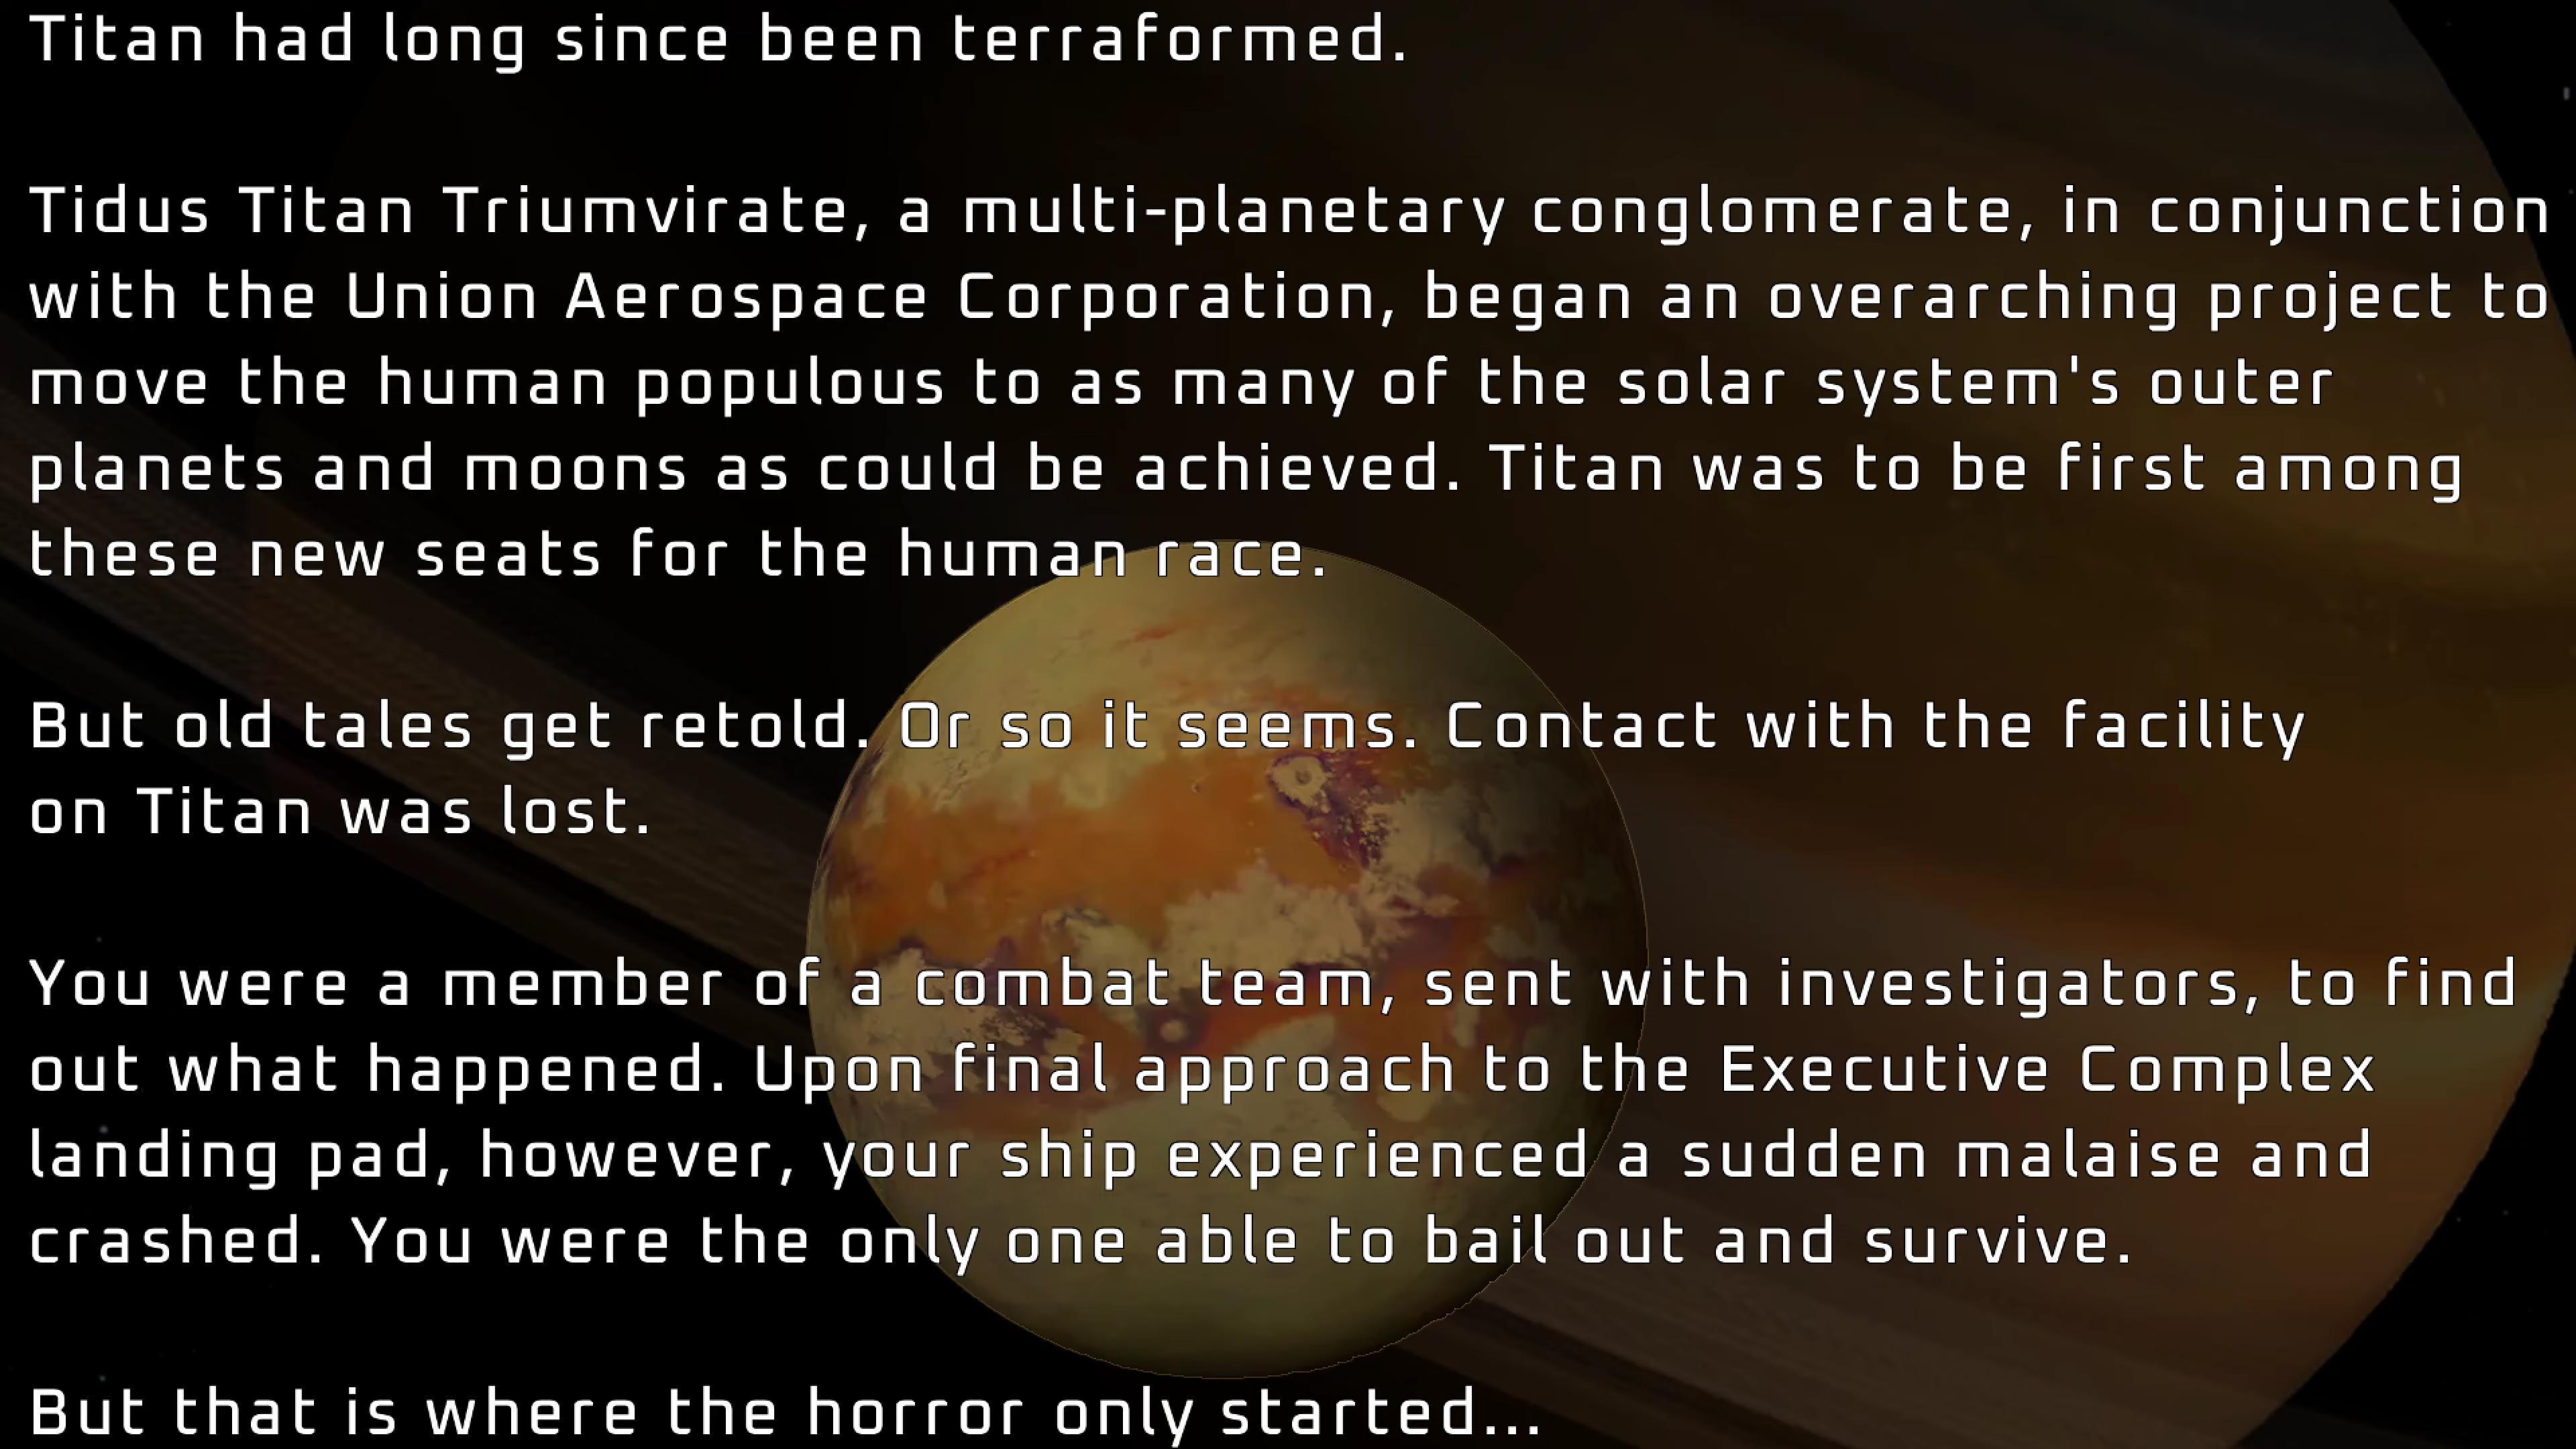 Titan had long since been terraformed.
Tidus Titan Triumvirate, a multi-planetary conglomerate, in conjunction
with the Union Aerospace Corporation, began an overarching project to
move the human populous to as many of the solar system's outer
planets and moons as could be achieved. Titan was to be first among
these new seats for the human race.
But old tales get retold. Or so it seems. Contact with the facility
on Titan was lost.
You were a member of a combat team, sent with investigators, to find
out what happened. Upon final approach to the Executive Complex
landing pad, however, your ship experienced a sudden malaise and
crashed. You were the only one able to bail out and survive.
But that is where the horror only started...